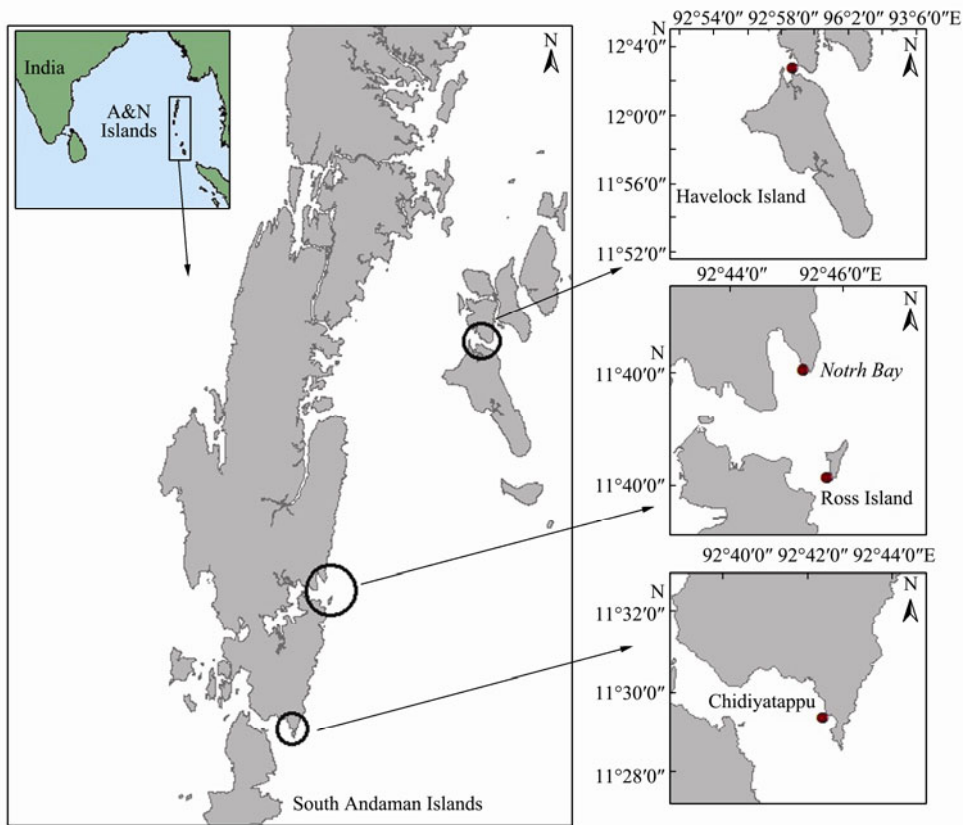 India
A&N
Islands
N
South Andaman Islands
92°54′0″ 92°58′0″ 96°2′0″ 93°6′0″E
N
12°4′0″
N
12°0′0″
11°56′0″
Havelock Island
11°52′0″
92°44′0″ 92°46′0″E
N
N
11°40′0″
Notrh Bay
11°40′0″
Ross Island
92°40′0″ 92°42′0″ 92°44′0″E
N
N
11°32′0″
11°30′0″
Chidiyatappu
11°28′0″